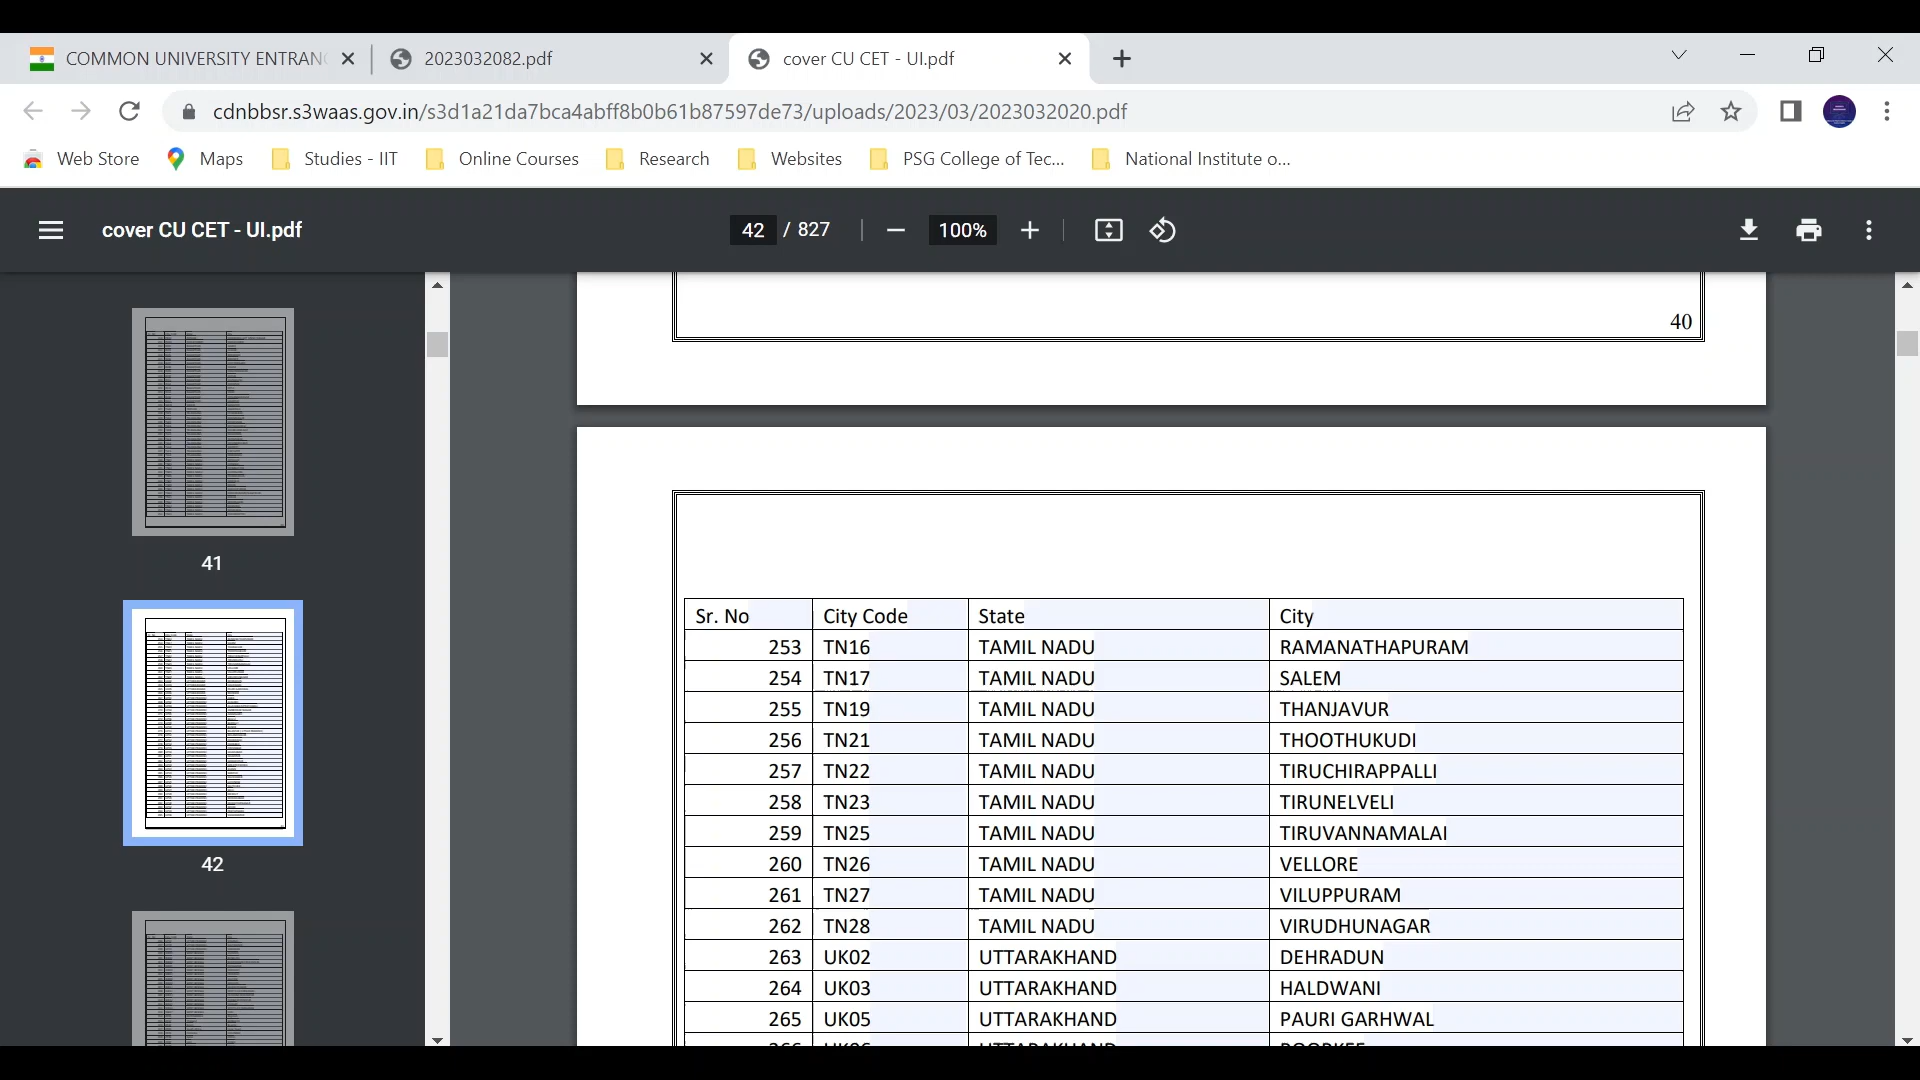 COMMON UNIVERSITY ENTRAN
2023032082.pdf
cover CU CET - UI.pdf
cdnbbsr.s3waas.gov.in/s3d1a21da7bca4abff8b0b61b87597de73/uploads/2023/03/2023032020.pdf
Web Store
Maps
Studies - IIT
Online Courses
Research
Websites
PSG College of Tec...
National Institute o...
cover CU CET - UI.pdf
42 / 827
100%
41
42
40
Sr. No City Code State City
253 TN16 TAMIL NADU RAMANATHAPURAM
254 TN17 TAMIL NADU SALEM
255 TN19 TAMIL NADU THANJAVUR
256 TN21 TAMIL NADU THOOTHUKUDI
257 TN22 TAMIL NADU TIRUCHIRAPPALLI
258 TN23 TAMIL NADU TIRUNELVELI
259 TN25 TAMIL NADU TIRUVANNAMALAI
260 TN26 TAMIL NADU VELLORE
261 TN27 TAMIL NADU VILUPPURAM
262 TN28 TAMIL NADU VIRUDHUNAGAR
263 UK02 UTTARAKHAND DEHRADUN
264 UK03 UTTARAKHAND HALDWANI
265 UK05 UTTARAKHAND PAURI GARHWAL
266 UK06 UTTARAKHAND ROORKEE